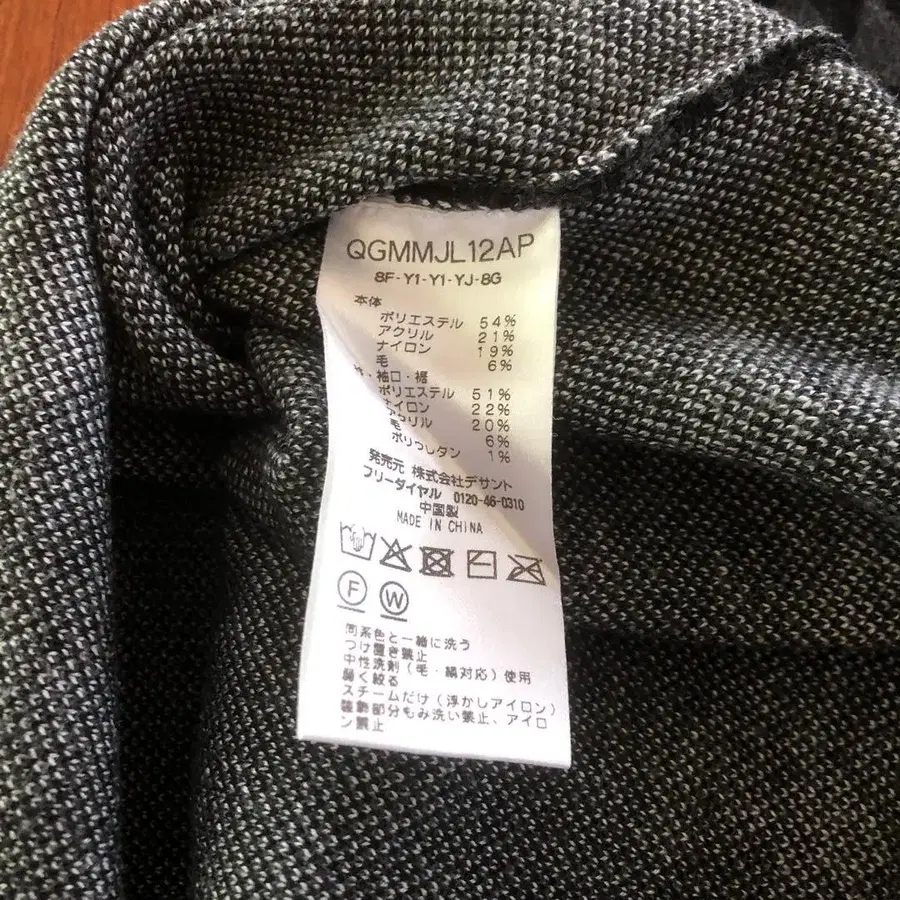 QGMMJL12AP
8F-Y1-Y1-YJ-8G
本体
ポリエステル 54%
アクリル 21%
ナイロン 19%
毛 6%
・袖口・裾
ポリエステル 51%
ナイロン 22%
アクリル 20%
毛 6%
ポリウレタン 1%
発売元 株式会社デサント
フリーダイヤル 0120-46-0310
中国製
MADE IN CHINA
F
W
同系色と一緒に洗う
つけ置き禁止
中性洗剤(毛・絹対応)使用
弱く絞る
スチームだけ(浮かしアイロン)
装飾部分もみ洗い禁止、アイロ
ン禁止